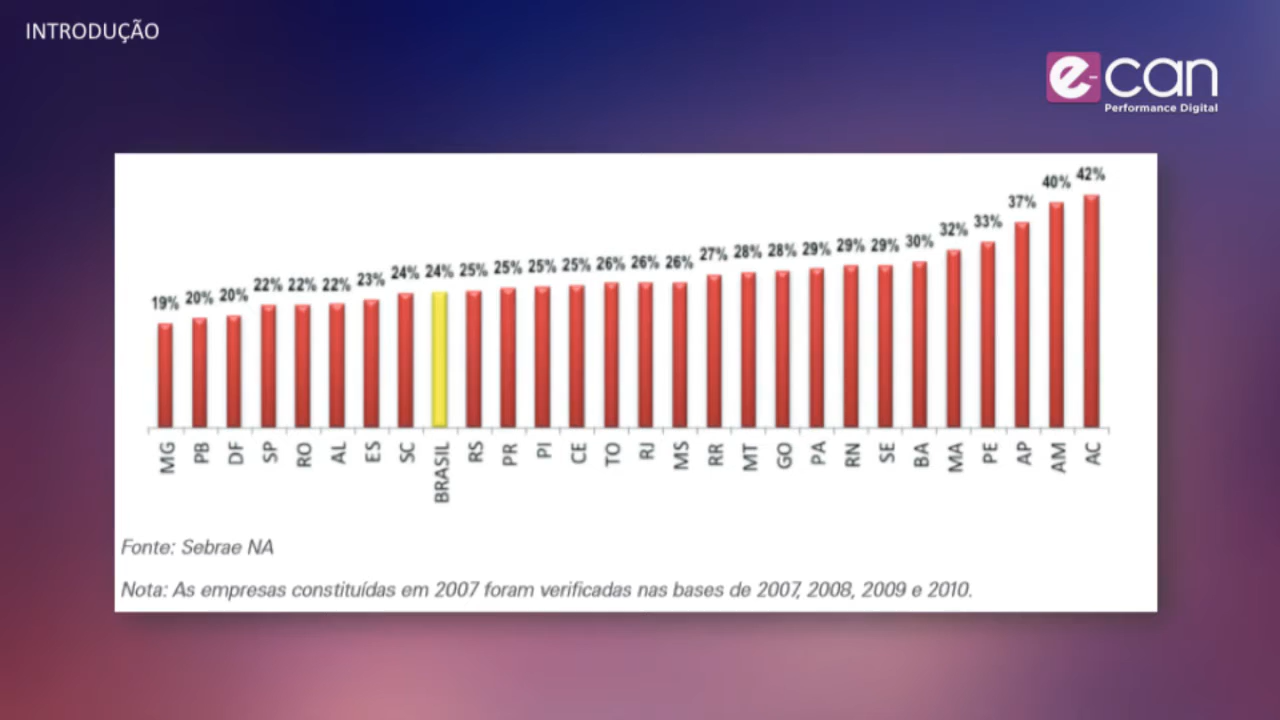 INTRODUÇÃO
e-can
Performance Digital
19% 20% 20% 22% 22% 22% 23% 24% 24% 25% 25% 25% 25% 26% 26% 26% 27% 28% 28% 29% 29% 29% 30% 32% 33% 37% 40% 42%
MG PB DF SP RO AL ES SC BRASIL RS PR PI CE TO RJ MS RR MT GO PA RN SE BA MA PE AP AM AC
Fonte: Sebrae NA
Nota: As empresas constituídas em 2007 foram verificadas nas bases de 2007, 2008, 2009 e 2010.